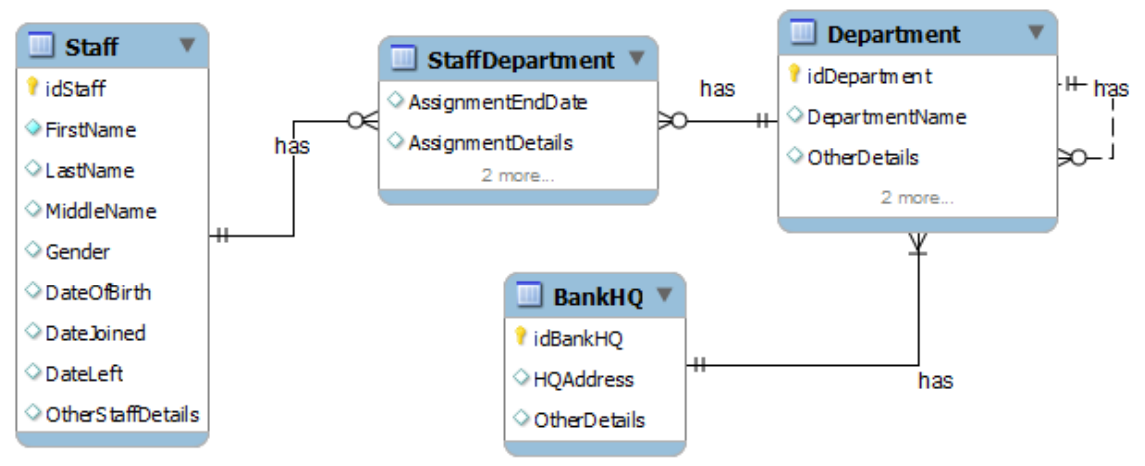 Staff
idStaff
FirstName
LastName
MiddleName
Gender
DateOfBirth
DateJoined
DateLeft
OtherStaffDetails
has
StaffDepartment
AssignmentEndDate
AssignmentDetails
2 more...
has
Department
idDepartment
DepartmentName
OtherDetails
2 more...
has
BankHQ
idBankHQ
HQAddress
OtherDetails
has